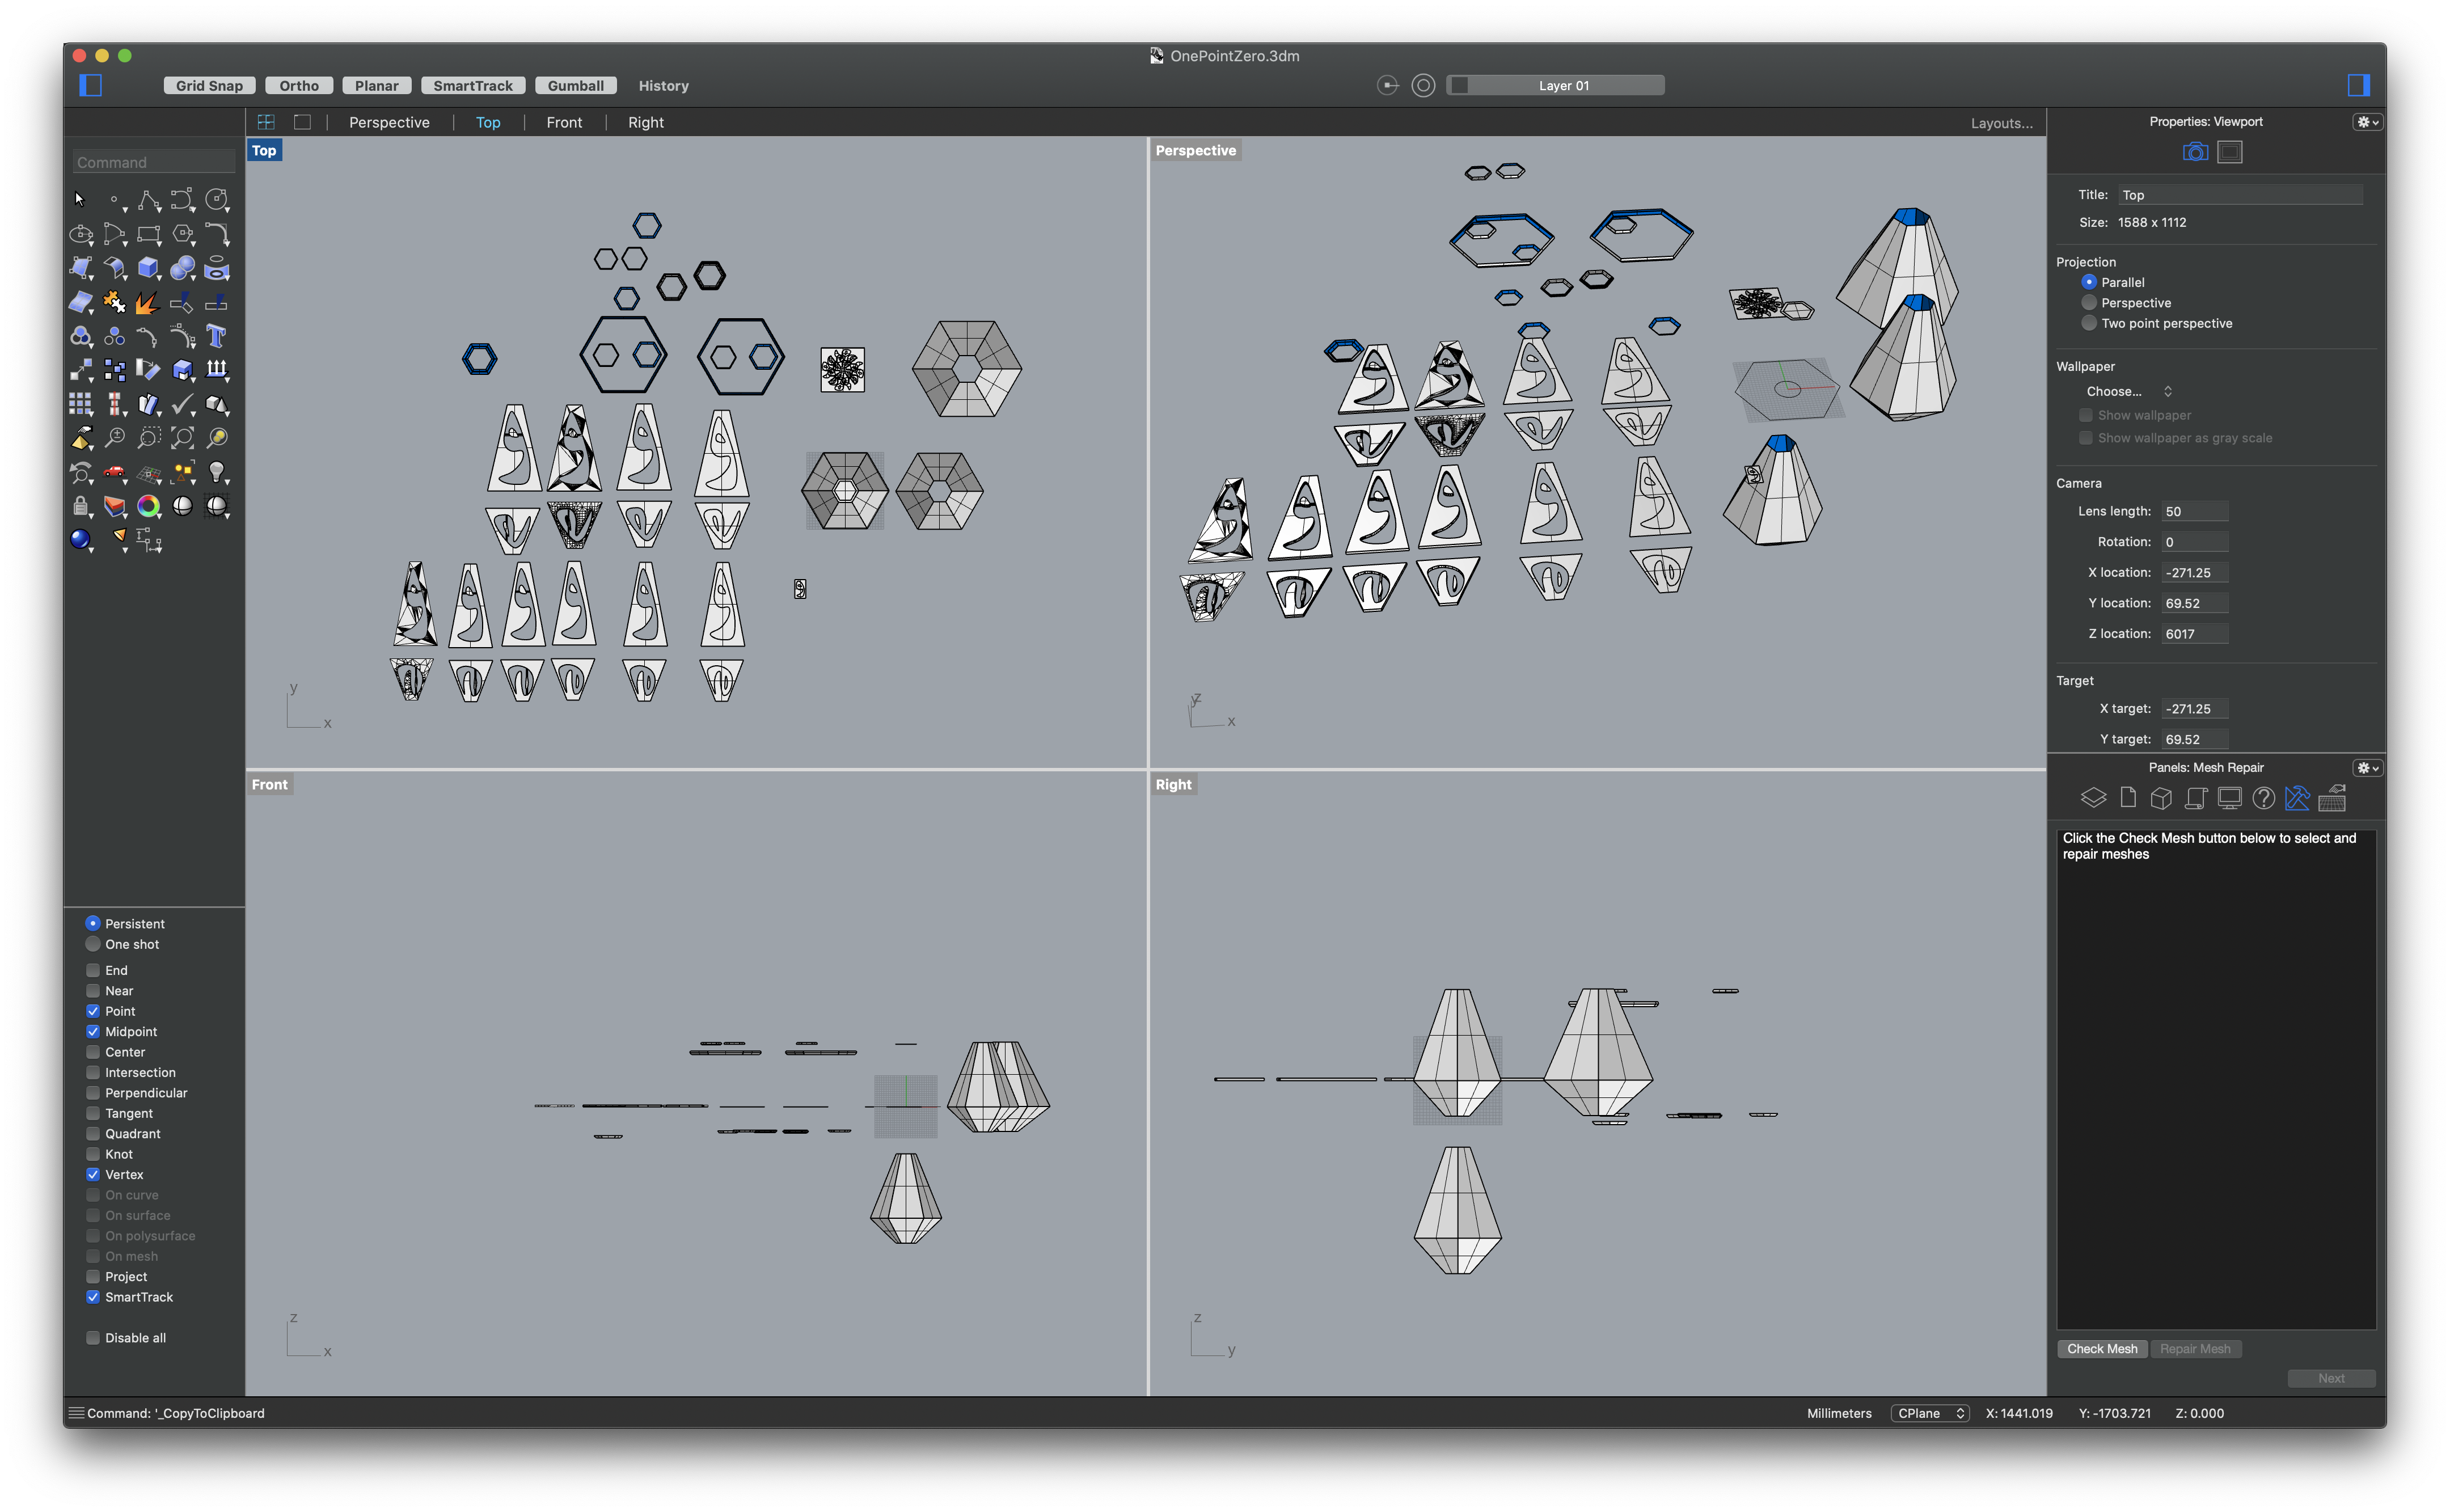 OnePointZero.3dm
Grid Snap Ortho Planar SmartTrack Gumball History Layer 01
Perspective Top Front Right Layouts...
Properties: Viewport
Command
Top
Perspective
Title: Top
Size: 1588 x 1112
Projection
Parallel
Perspective
Two point perspective
Wallpaper
Choose...
Show wallpaper
Show wallpaper as gray scale
Camera
Lens length: 50
Rotation: 0
X location: -271.25
Y location: 69.52
Z location: 6017
Target
X target: -271.25
Y target: 69.52
y
x
z
y
x
Front
Right
Panels: Mesh Repair
Click the Check Mesh button below to select and
repair meshes
Persistent
One shot
End
Near
Point
Midpoint
Center
Intersection
Perpendicular
Tangent
Quadrant
Knot
Vertex
On curve
On surface
On polysurface
On mesh
Project
SmartTrack
Disable all
z
x
z
y
Check Mesh Repair Mesh
Next
Command: '_CopyToClipboard
Millimeters CPlane X: 1441.019 Y: -1703.721 Z: 0.000